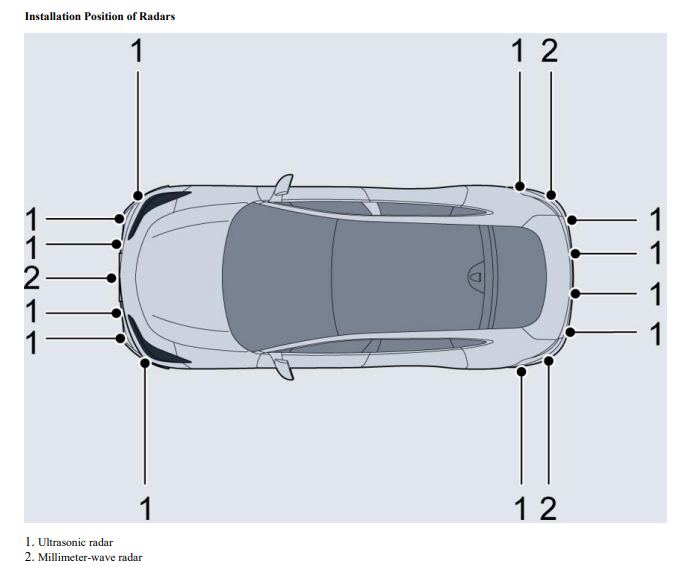 Installation Position of Radars
1 1 2
1 1
1 1
2
1 1
1 1
1 1 2
1. Ultrasonic radar
2. Millimeter-wave radar